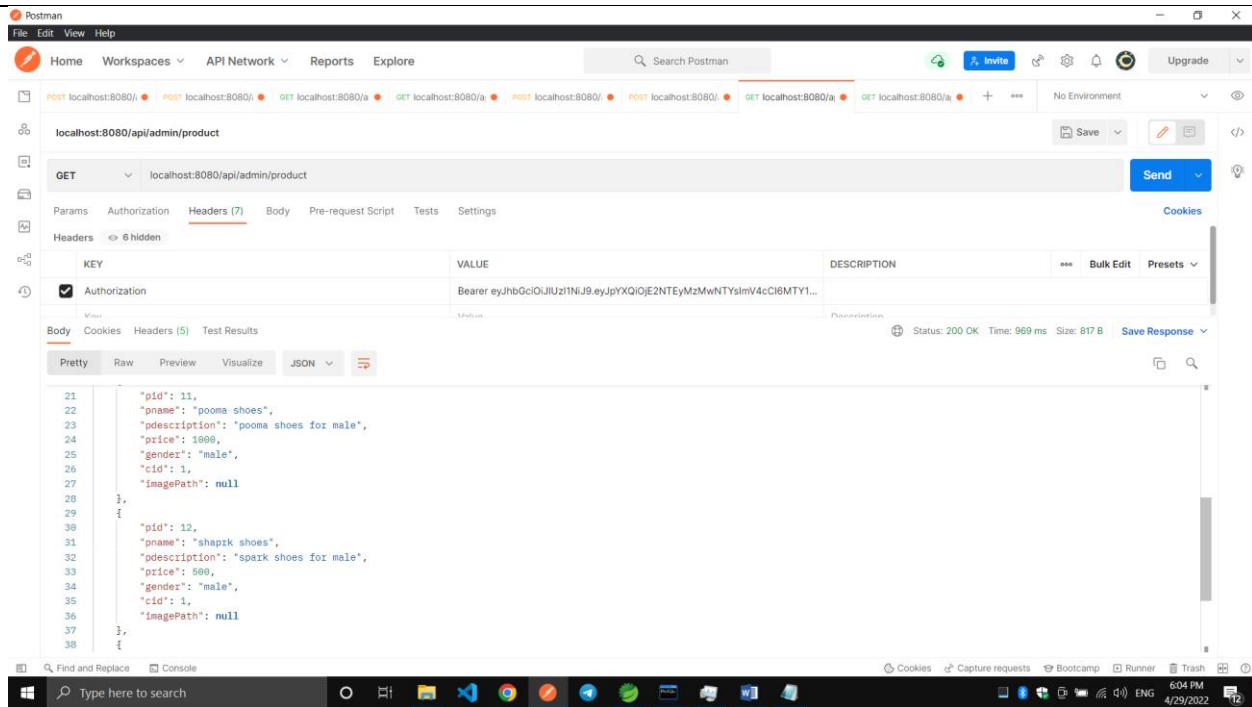 Postman
File Edit View Help
Home Workspaces API Network Reports Explore Search Postman Invite Upgrade
POST localhost:8080/ POST localhost:8080/ GET localhost:8080/a GET localhost:8080/a POST localhost:8080/ POST localhost:8080/ GET localhost:8080/a GET localhost:8080/a No Environment
localhost:8080/api/admin/product Save
GET localhost:8080/api/admin/product Send
Params Authorization Headers (7) Body Pre-request Script Tests Settings Cookies
Headers 6 hidden
KEY VALUE DESCRIPTION Bulk Edit Presets
Authorization Bearer
Body Cookies Headers (5) Test Results Status: 200 OK Time: 969 ms Size: 817 B Save Response
Pretty Raw Preview Visualize JSON
21 "pid": 11,
22 "pname": "pooma shoes",
23 "pdescription": "pooma shoes for male",
24 "price": 1000,
25 "gender": "male",
26 "cid": 1,
27 "imagePath": null
28 },
29 {
30 "pid": 12,
31 "pname": "shaprk shoes",
32 "pdescription": "spark shoes for male",
33 "price": 500,
34 "gender": "male",
35 "cid": 1,
36 "imagePath": null
37 },
38 {
Find and Replace Console Cookies Capture requests Bootcamp Runner Trash
Type here to search ENG 6:04 PM
4/29/2022